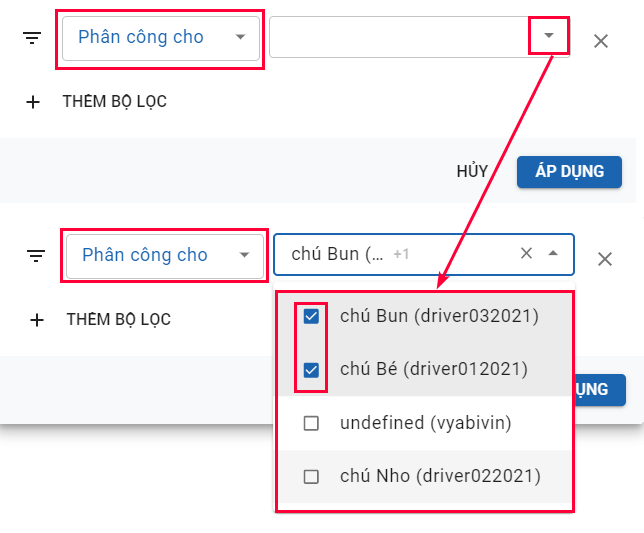 Phân công cho
THÊM BỘ LỌC
HỦY ÁP DỤNG
Phân công cho chú Bun (... +1
THÊM BỘ LỌC
chú Bun (driver032021)
chú Bé (driver012021)
ỤNG
undefined (vyabivin)
chú Nho (driver022021)